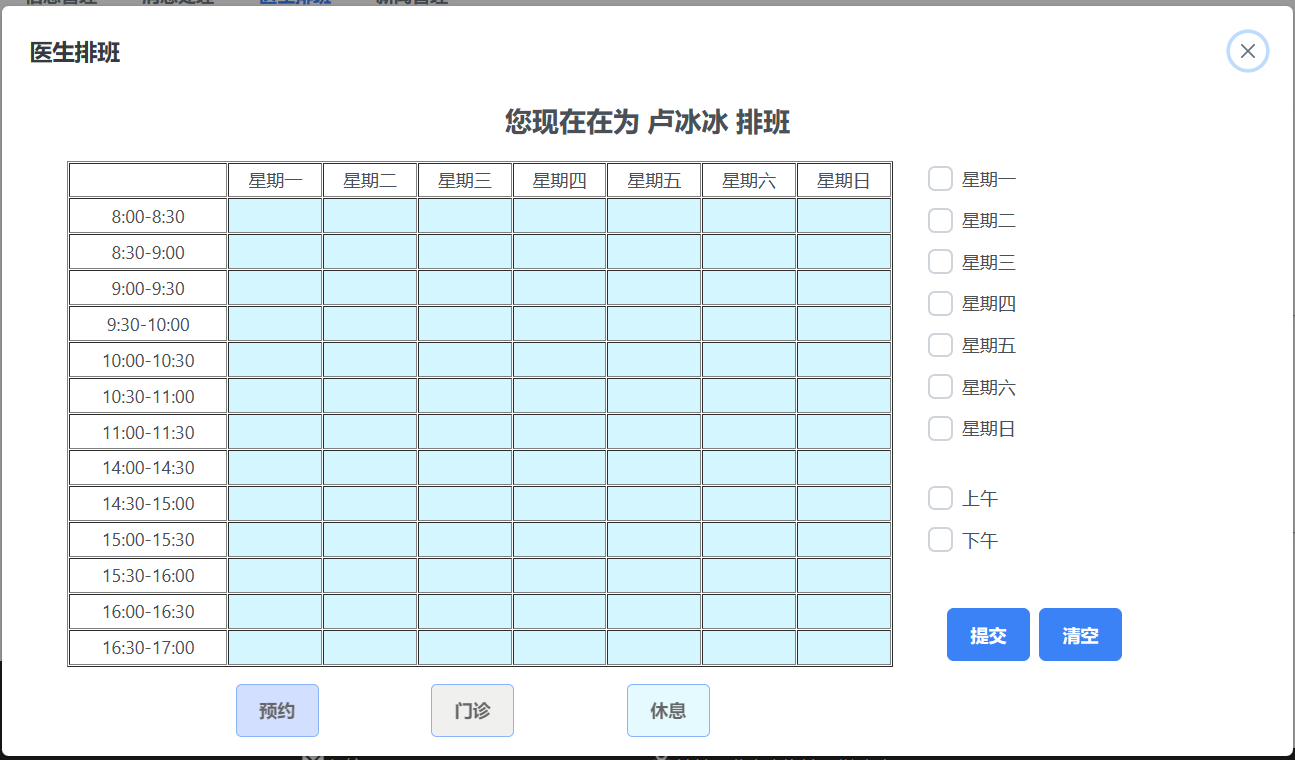 医生排班
医生排班
您现在在为 卢冰冰 排班
星期一 星期二 星期三 星期四 星期五 星期六 星期日
8:00-8:30
8:30-9:00
9:00-9:30
9:30-10:00
10:00-10:30
10:30-11:00
11:00-11:30
14:00-14:30
14:30-15:00
15:00-15:30
15:30-16:00
16:00-16:30
16:30-17:00
星期一
星期二
星期三
星期四
星期五
星期六
星期日
上午
下午
提交 清空
预约 门诊 休息